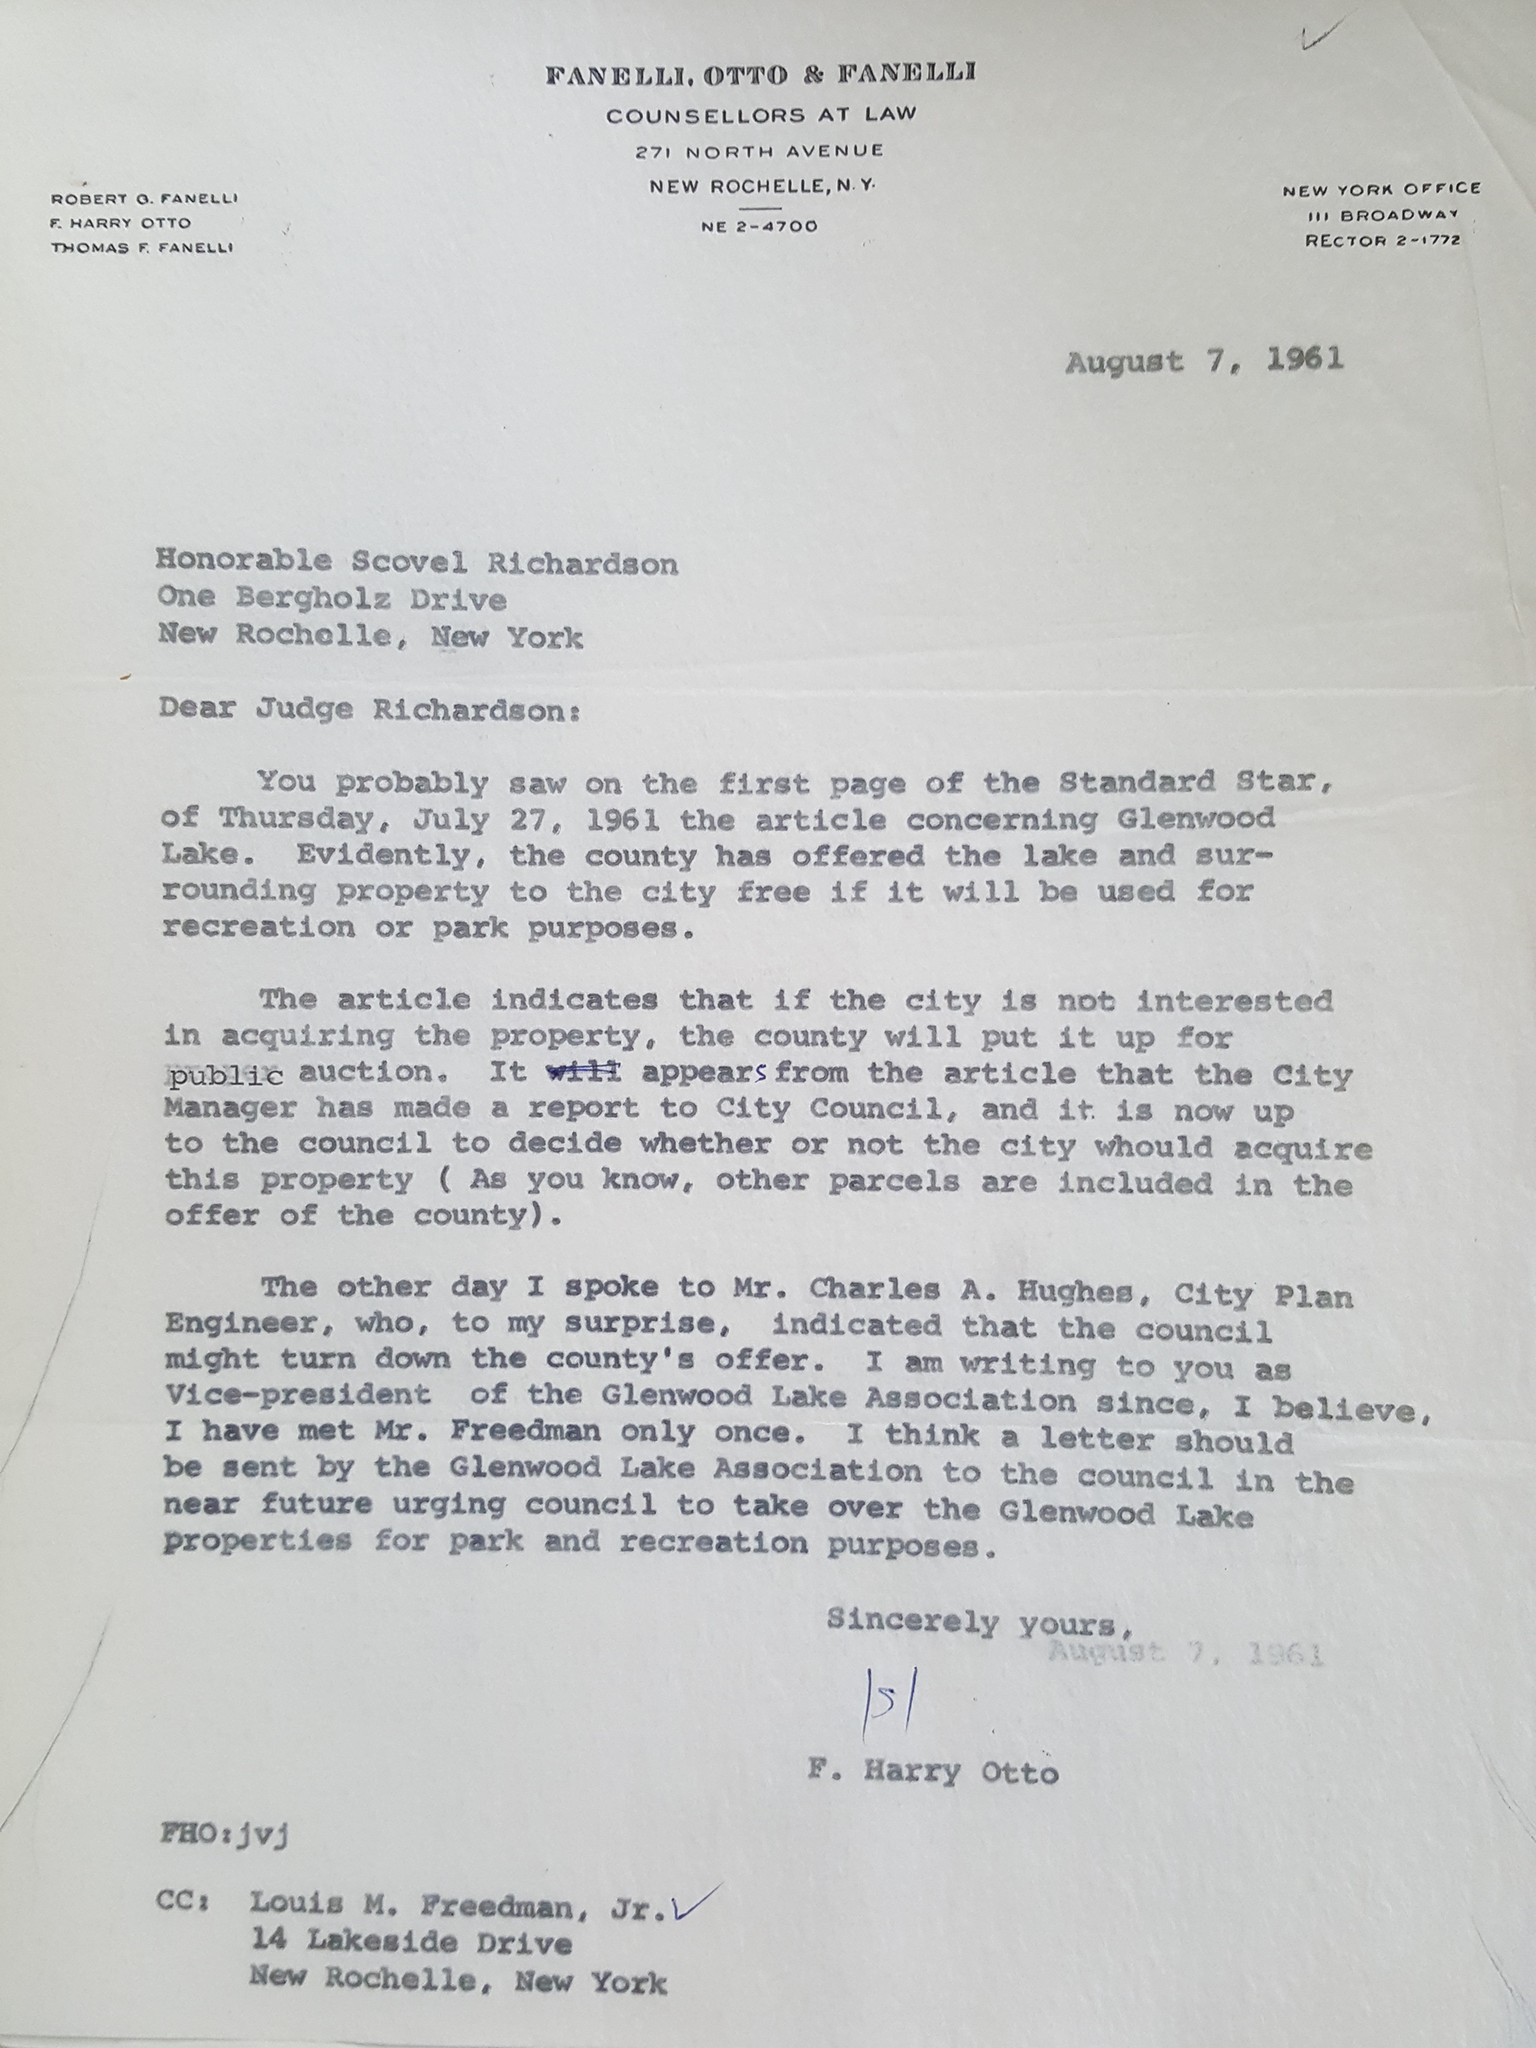 FANELLI, OTTO & FANELLI
COUNSELLORS AT LAW
271 NORTH AVENUE
NEW ROCHELLE, N.Y.
NE 2-4700
ROBERT G. FANELLI
F. HARRY OTTO
THOMAS F. FANELLI
NEW YORK OFFICE
111 BROADWAY
RECTOR 2-1772
August 7, 1961
Honorable Scovel Richardson
One Bergholz Drive
New Rochelle, New York
Dear Judge Richardson:
You probably saw on the first page of the Standard Star,
of Thursday, July 27, 1961 the article concerning Glenwood
Lake. Evidently, the county has offered the lake and sur-
rounding property to the city free if it will be used for
recreation or park purposes.
The article indicates that if the city is not interested
in acquiring the property, the county will put it up for
public auction. It will appears from the article that the City
Manager has made a report to City Council, and it is now up
to the council to decide whether or not the city whould acquire
this property ( As you know, other parcels are included in the
offer of the county).
The other day I spoke to Mr. Charles A. Hughes, City Plan
Engineer, who, to my surprise, indicated that the council
might turn down the county's offer. I am writing to you as
Vice-president of the Glenwood Lake Association since, I believe,
I have met Mr. Freedman only once. I think a letter should
be sent by the Glenwood Lake Association to the council in the
near future urging council to take over the Glenwood Lake
properties for park and recreation purposes.
Sincerely yours,
August 7, 1961
|s|
F. Harry Otto
FHO:jvj
CC: Louis M. Freedman, Jr.
14 Lakeside Drive
New Rochelle, New York